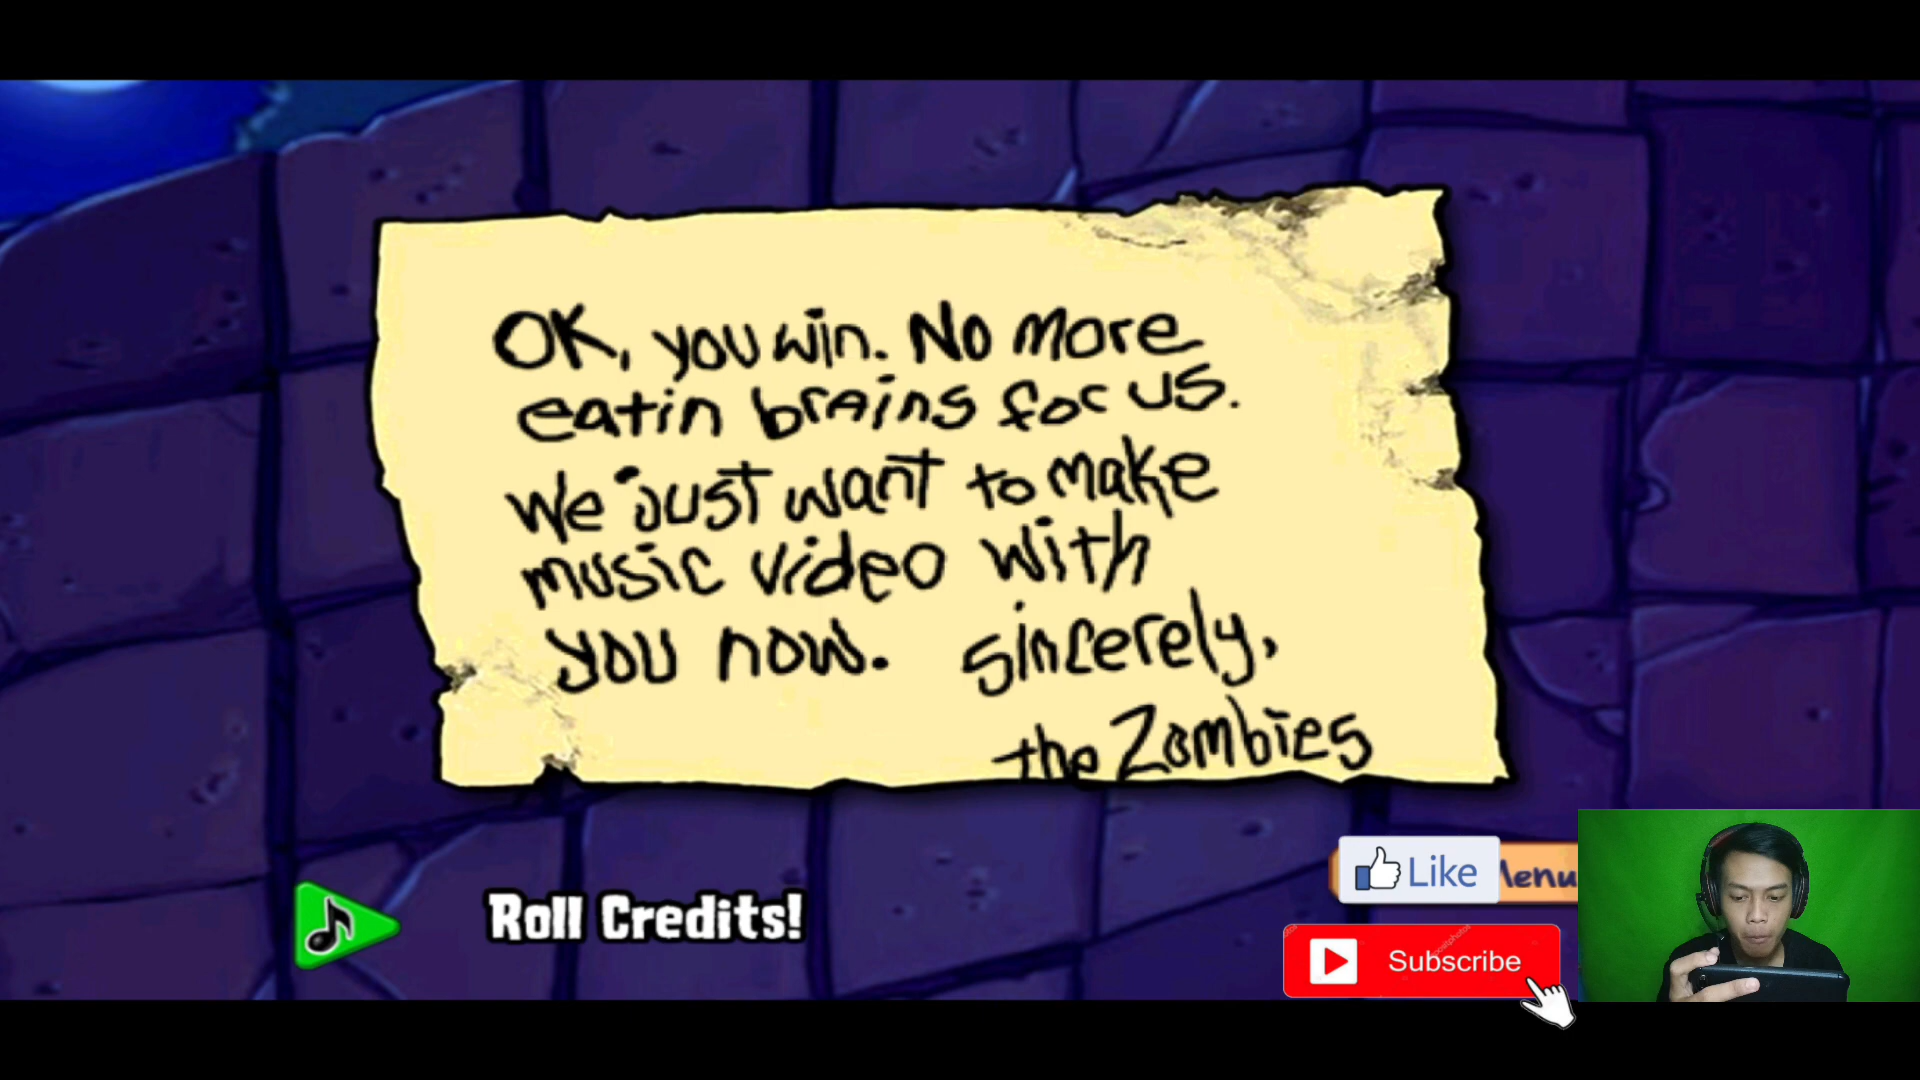 OK, you win. No more
eatin brains for us.
We just want to make
music video with
you now. sincerely,
the Zombies
Roll Credits!
Like
Menu
Subscribe